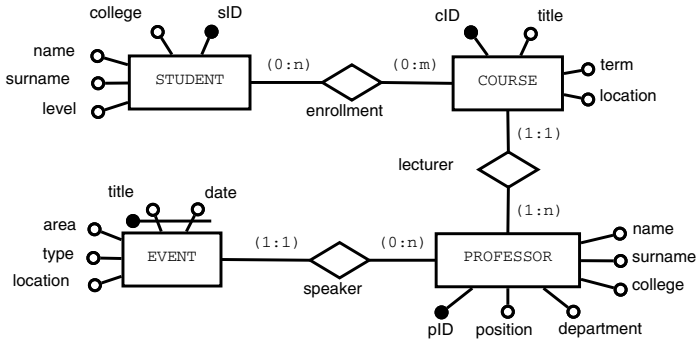 college sID
name
surname
level
STUDENT
(0:n)
enrollment
(0:m)
cID title
COURSE
term
location
(1:1)
lecturer
(1:n)
title date
area
type
location
EVENT
(1:1)
speaker
(0:n)
PROFESSOR
name
surname
college
pID position department